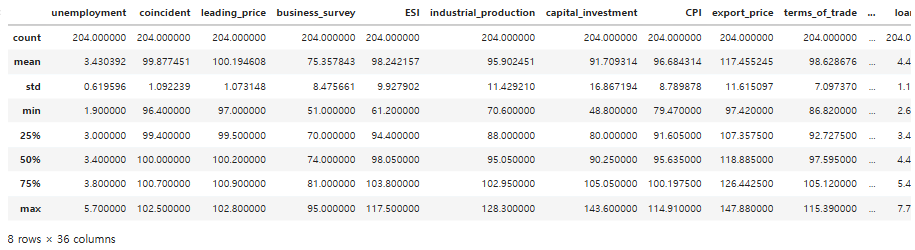 unemployment coincident leading_price business_survey ESI industrial_production capital_investment CPI export_price terms_of_trade ... loan
count 204.000000 204.000000 204.000000 204.000000 204.000000 204.000000 204.000000 204.000000 204.000000 204.000000 ... 204.0
mean 3.430392 99.877451 100.194608 75.357843 98.242157 95.902451 91.709314 96.684314 117.455245 98.628676 ... 4.4
std 0.619596 1.092239 1.073148 8.475661 9.927902 11.429210 16.867194 8.789878 11.615097 7.097370 ... 1.1
min 1.900000 96.400000 97.000000 51.000000 61.200000 70.600000 48.800000 79.470000 97.420000 86.820000 ... 2.6
25% 3.000000 99.400000 99.500000 70.000000 94.400000 88.000000 80.000000 91.605000 107.357500 92.727500 ... 3.4
50% 3.400000 100.000000 100.200000 74.000000 98.050000 95.050000 90.250000 95.635000 118.885000 97.595000 ... 4.4
75% 3.800000 100.700000 100.900000 81.000000 103.800000 102.950000 105.050000 100.197500 126.442500 105.120000 ... 5.4
max 5.700000 102.500000 102.800000 95.000000 117.500000 128.300000 143.600000 114.910000 147.880000 115.390000 ... 7.7
8 rows × 36 columns